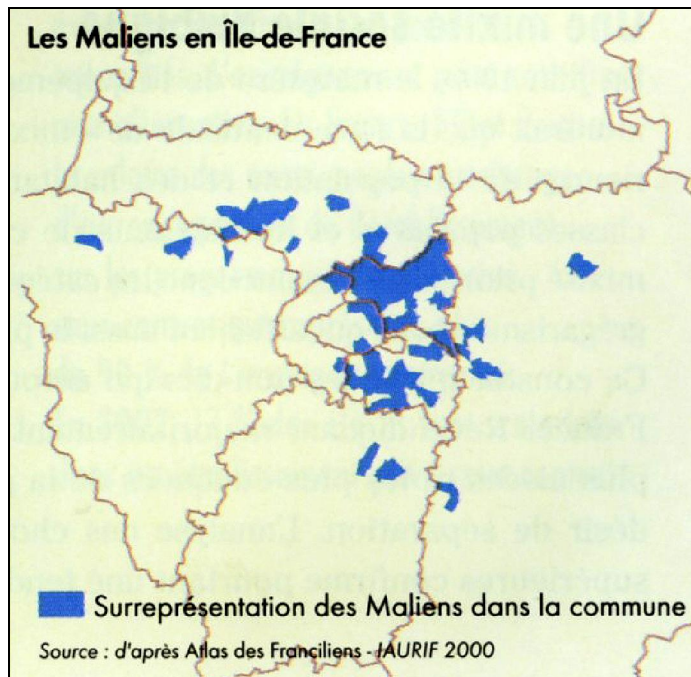 Les Maliens en Île-de-France
Surreprésentation des Maliens dans la commune
Source : d'après Atlas des Franciliens - IAURIF 2000